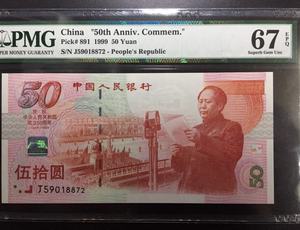 PMG
PAPER MONEY GUARANTY
China "50th Anniv. Commem."
Pick# 891 1999 50 Yuan
S/N J59018872 - People's Republic
67 EPQ
Superb Gem Unc
50
中国人民银行
伍拾圆
J59018872
50